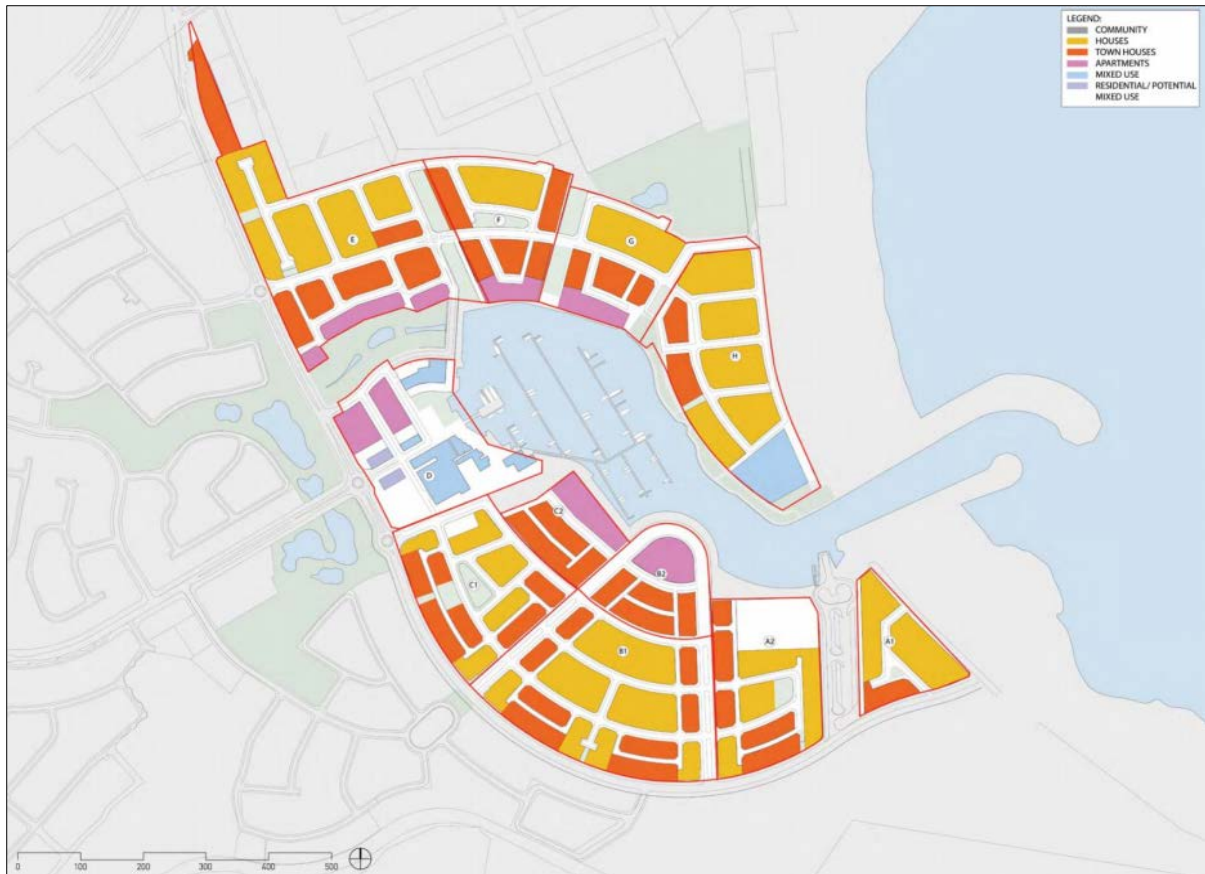 LEGEND:
COMMUNITY
HOUSES
TOWN HOUSES
APARTMENTS
MIXED USE
RESIDENTIAL/ POTENTIAL
MIXED USE
F
E
G
H
D
C2
B2
C1
A2
A1
B1
0 100 200 300 400 500